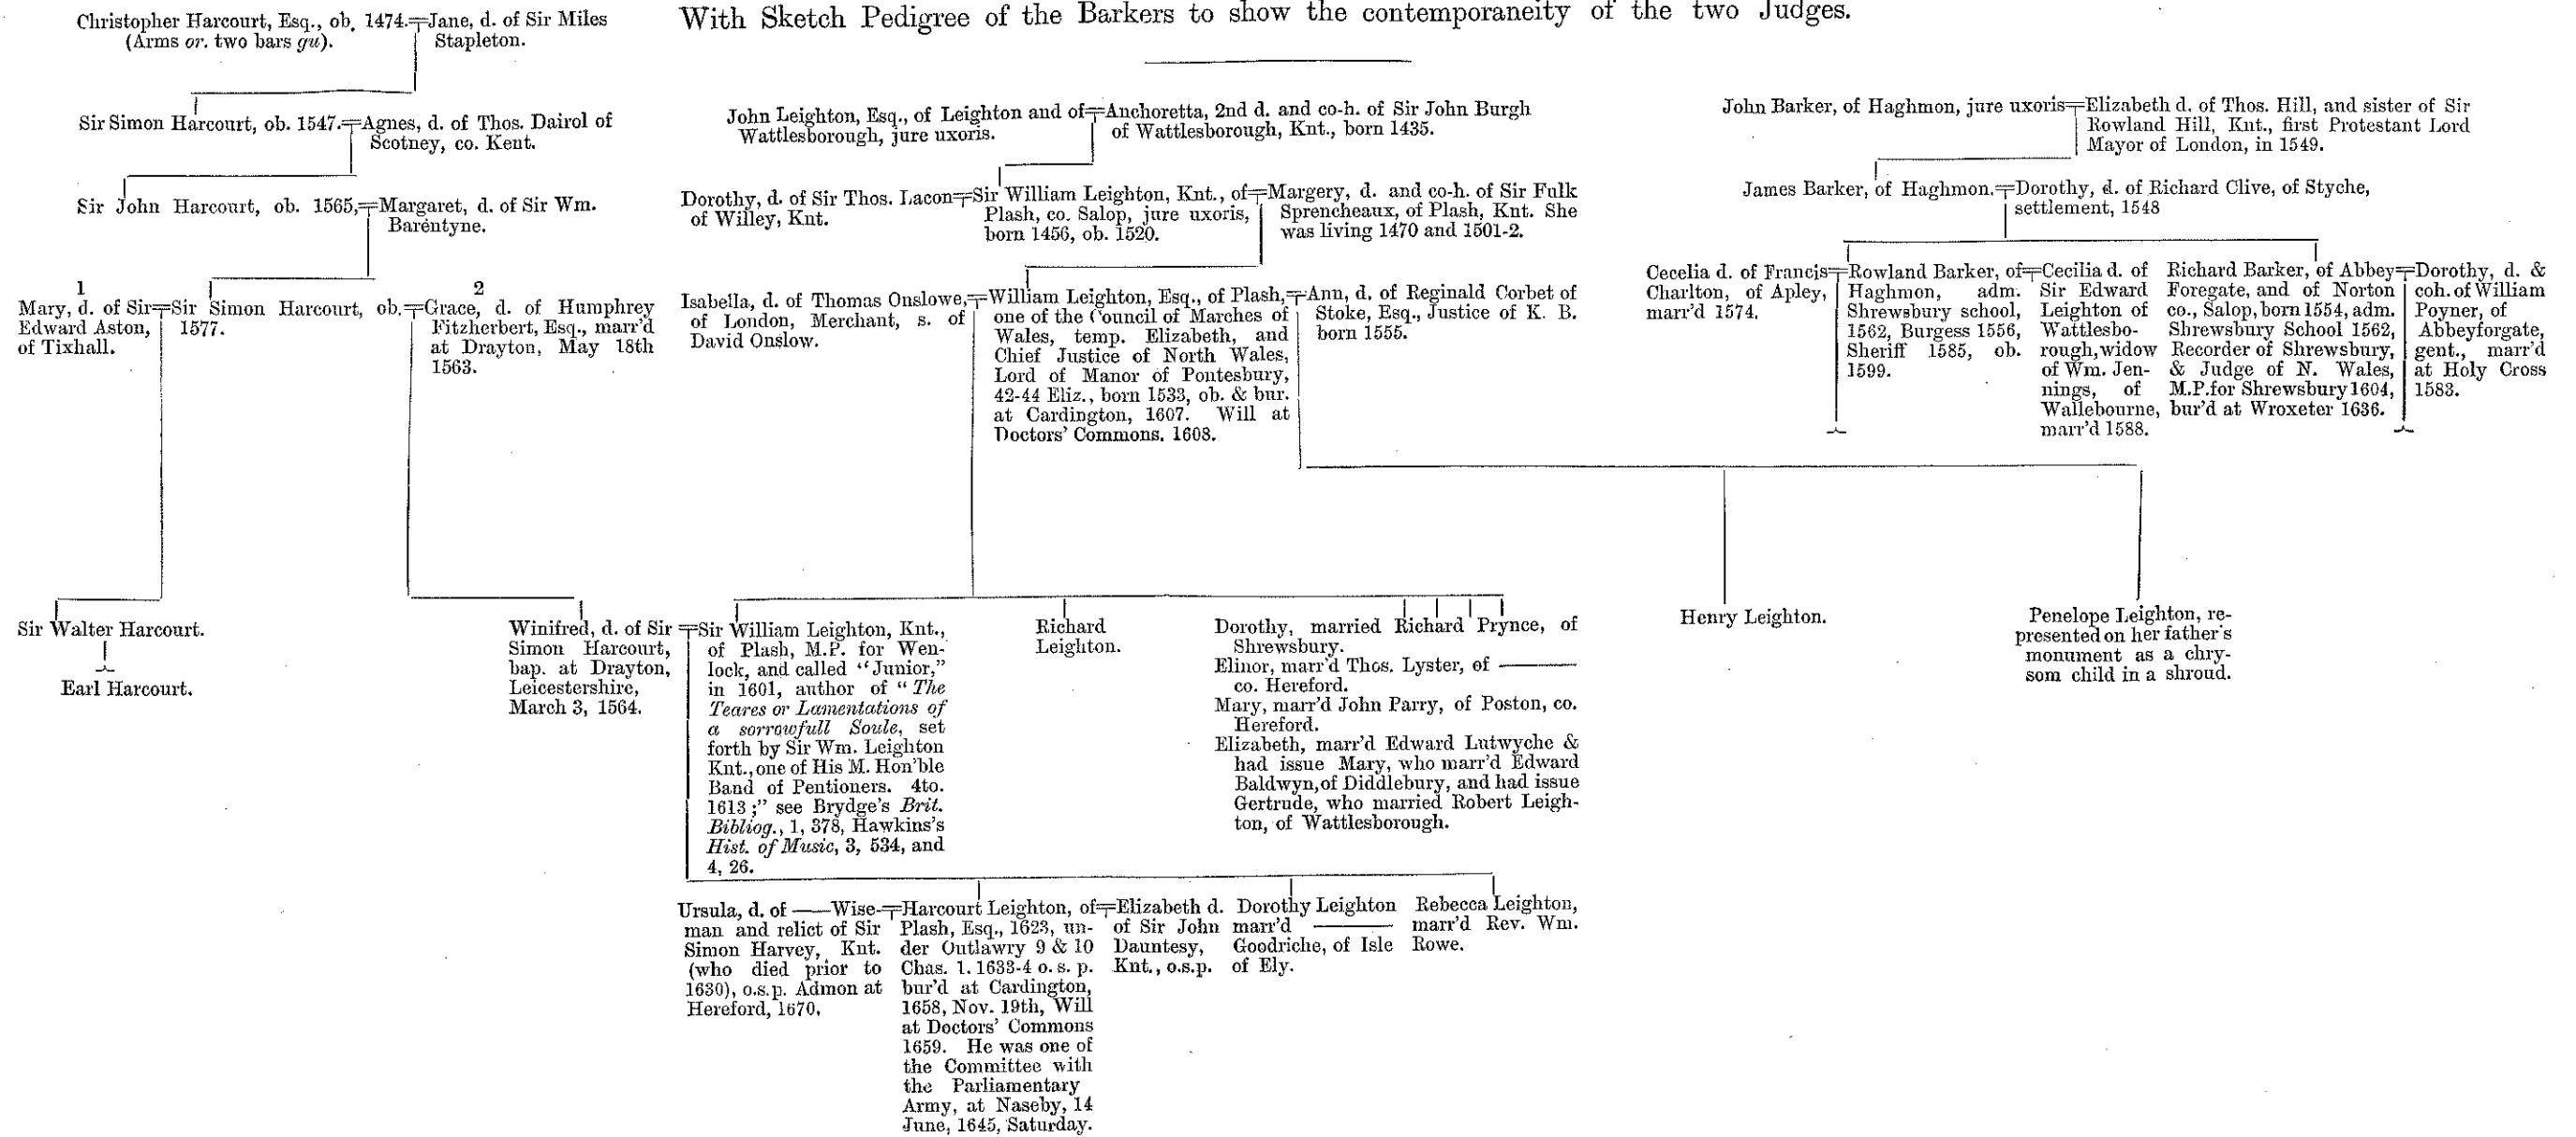 With Sketch Pedigree of the Barkers to show the contemporaneity of the two Judges.
Christopher Harcourt, Esq., ob. 1474.=Jane, d. of Sir Miles
(Arms or. two bars gu).
Stapleton.
Sir Simon Harcourt, ob. 1547.=Agnes, d. of Thos. Dairol of
Scotney, co. Kent.
Sir John Harcourt, ob. 1565,=Margaret, d. of Sir Wm.
Barentyne.
1
2
Mary, d. of Sir=Sir Simon Harcourt, ob.=Grace, d. of Humphrey
Edward Aston,
of Tixhall.
1577.
Fitzherbert, Esq., marr'd
at Drayton, May 18th
1563.
Sir Walter Harcourt.
Earl Harcourt.
John Leighton, Esq., of Leighton and of=Anchoretta, 2nd d. and co-h. of Sir John Burgh
Wattlesborough, jure uxoris.
of Wattlesborough, Knt., born 1435.
Dorothy, d. of Sir Thos. Lacon=Sir William Leighton, Knt., of=Margery, d. and co-h. of Sir Fulk
of Willey, Knt.
Plash, co. Salop, jure uxoris,
born 1456, ob. 1520.
Sprencheaux, of Plash, Knt. She
was living 1470 and 1501-2.
Isabella, d. of Thomas Onslowe,=William Leighton, Esq., of Plash,=Ann, d. of Reginald Corbet of
of London, Merchant, s. of
David Onslow.
one of the Council of Marches of
Wales, temp. Elizabeth, and
Chief Justice of North Wales,
Lord of Manor of Pontesbury,
42-44 Eliz., born 1533, ob. & bur.
at Cardington, 1607. Will at
Doctors' Commons. 1608.
Stoke, Esq., Justice of K. B.
born 1555.
John Barker, of Haghmon, jure uxoris=Elizabeth d. of Thos. Hill, and sister of Sir
Rowland Hill, Knt., first Protestant Lord
Mayor of London, in 1549.
James Barker, of Haghmon.=Dorothy, d. of Richard Clive, of Styche,
settlement, 1548
Cecelia d. of Francis=Rowland Barker, of=Cecilia d. of
Charlton, of Apley,
marr'd 1574.
Haghmon, adm.
Shrewsbury school,
1562, Burgess 1556,
Sheriff 1585, ob.
1599.
Sir Edward
Leighton of
Wattlesbo-
rough, widow
of Wm. Jen-
nings, of
Wallebourne,
marr'd 1588.
Richard Barker, of Abbey=Dorothy, d. &
Foregate, and of Norton
co., Salop, born 1554, adm.
Shrewsbury School 1562,
Recorder of Shrewsbury,
& Judge of N. Wales,
M.P. for Shrewsbury 1604,
bur'd at Wroxeter 1636.
coh. of William
Poyner, of
Abbeyforgate,
gent., marr'd
at Holy Cross
1583.
Winifred, d. of Sir=Sir William Leighton, Knt.,
Simon Harcourt,
bap. at Drayton,
Leicestershire,
March 3, 1564.
of Plash, M.P. for Wen-
lock, and called "Junior,"
in 1601, author of "The
Teares or Lamentations of
a sorrowfull Soule, set
forth by Sir Wm. Leighton
Knt., one of His M. Hon'ble
Band of Pentioners. 4to.
1613;" see Brydge's Brit.
Bibliog., 1, 378, Hawkins's
Hist. of Music, 3, 534, and
4, 26.
Richard
Leighton.
Dorothy, married Richard Prynce, of
Shrewsbury.
Elinor, marr'd Thos. Lyster, of ——
co. Hereford.
Mary, marr'd John Parry, of Poston, co.
Hereford.
Elizabeth, marr'd Edward Lutwyche &
had issue Mary, who marr'd Edward
Baldwyn, of Diddlebury, and had issue
Gertrude, who married Robert Leigh-
ton, of Wattlesborough.
Henry Leighton.
Penelope Leighton, re-
presented on her father's
monument as a chry-
som child in a shroud.
Ursula, d. of ——Wise-=Harcourt Leighton, of=Elizabeth d.
man and relict of Sir
Simon Harvey, Knt.
(who died prior to
1630), o.s.p. Admon at
Hereford, 1670.
Plash, Esq., 1623, un-
der Outlawry 9 & 10
Chas. 1. 1633-4 o. s. p.
bur'd at Cardington,
1658, Nov. 19th, Will
at Doctors' Commons
1659. He was one of
the Committee with
the Parliamentary
Army, at Naseby, 14
June, 1645, Saturday.
of Sir John
Dauntesy,
Knt., o.s.p.
Dorothy Leighton
marr'd ——
Goodriche, of Isle
of Ely.
Rebecca Leighton,
marr'd Rev. Wm.
Rowe.